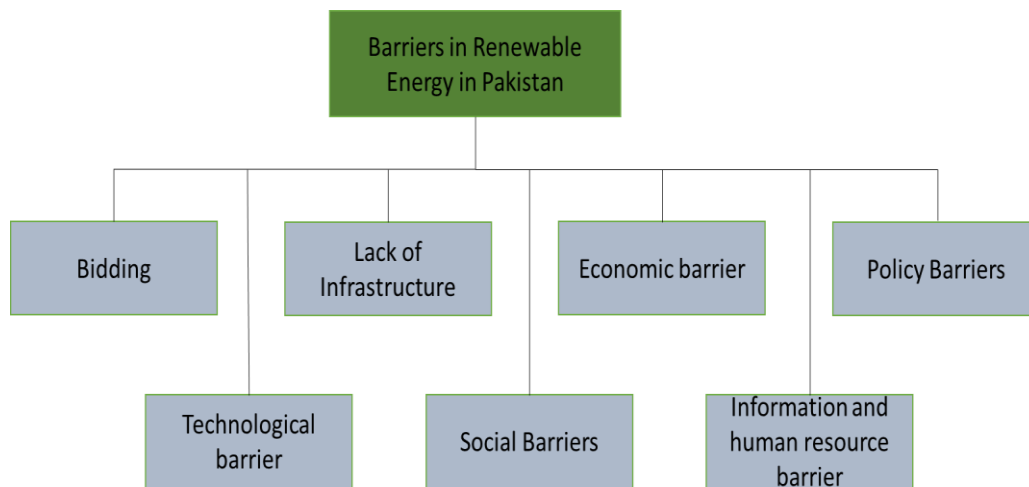 Barriers in Renewable
Energy in Pakistan
Bidding
Lack of
Infrastructure
Economic barrier
Policy Barriers
Technological
barrier
Social Barriers
Information and
human resource
barrier